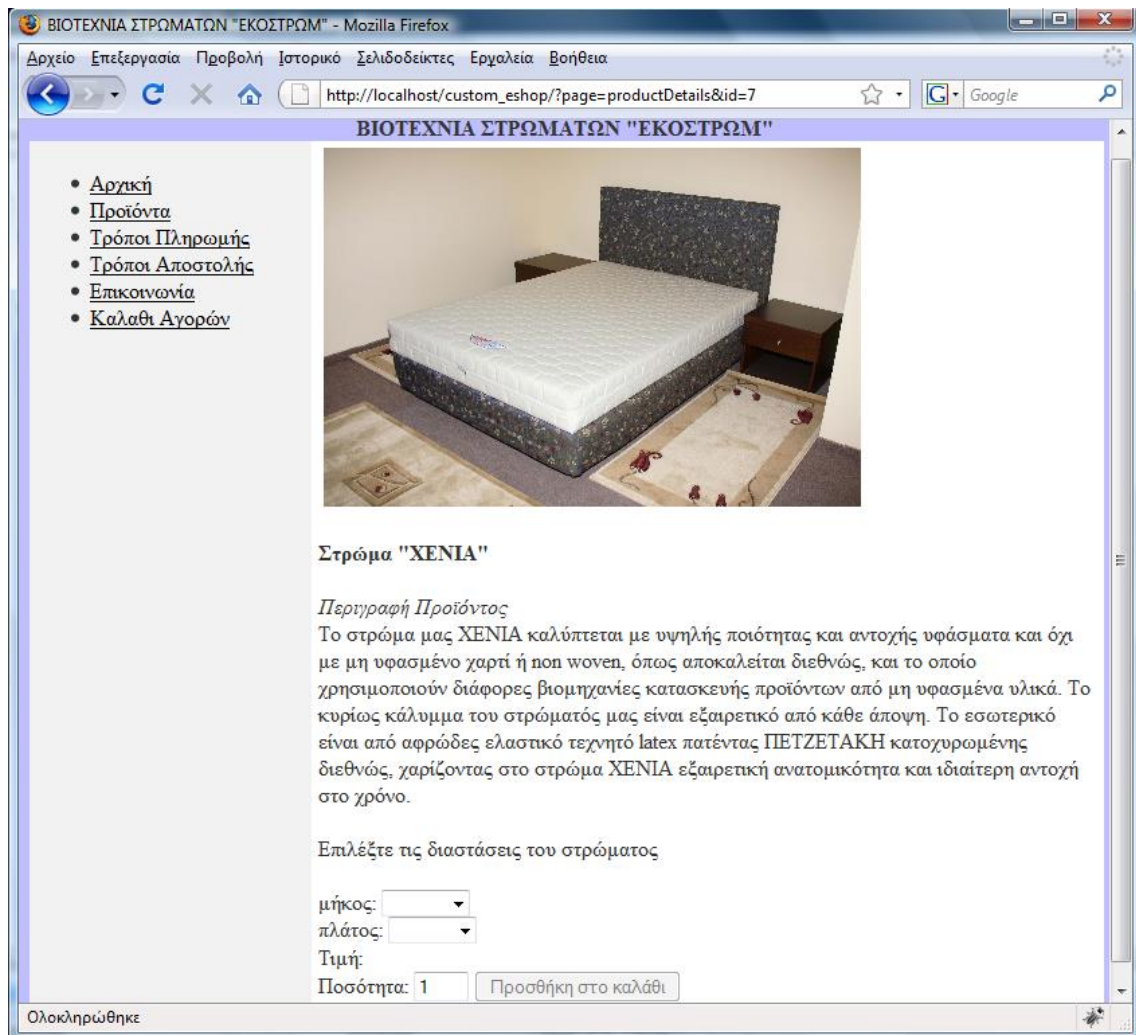 ΒΙΟΤΕΧΝΙΑ ΣΤΡΩΜΑΤΩΝ "ΕΚΟΣΤΡΩΜ" - Mozilla Firefox
Αρχείο Επεξεργασία Προβολή Ιστορικό Σελιδοδείκτες Εργαλεία Βοήθεια
http://localhost/custom_eshop/?page=productDetails&id=7
G Google
ΒΙΟΤΕΧΝΙΑ ΣΤΡΩΜΑΤΩΝ "ΕΚΟΣΤΡΩΜ"
Αρχική
Προϊόντα
Τρόποι Πληρωμής
Τρόποι Αποστολής
Επικοινωνία
Καλαθι Αγορών
Στρώμα "ΧΕΝΙΑ"
Περιγραφή Προϊόντος
Το στρώμα μας ΧΕΝΙΑ καλύπτεται με υψηλής ποιότητας και αντοχής υφάσματα και όχι
με μη υφασμένο χαρτί ή non woven, όπως αποκαλείται διεθνώς, και το οποίο
χρησιμοποιούν διάφορες βιομηχανίες κατασκευής προϊόντων από μη υφασμένα υλικά. Το
κυρίως κάλυμμα του στρώματός μας είναι εξαιρετικό από κάθε άποψη. Το εσωτερικό
είναι από αφρώδες ελαστικό τεχνητό latex πατέντας ΠΕΤΖΕΤΑΚΗ κατοχυρωμένης
διεθνώς, χαρίζοντας στο στρώμα ΧΕΝΙΑ εξαιρετική ανατομικότητα και ιδιαίτερη αντοχή
στο χρόνο.
Επιλέξτε τις διαστάσεις του στρώματος
μήκος:
πλάτος:
Τιμή:
Ποσότητα: 1 Προσθήκη στο καλάθι
Ολοκληρώθηκε